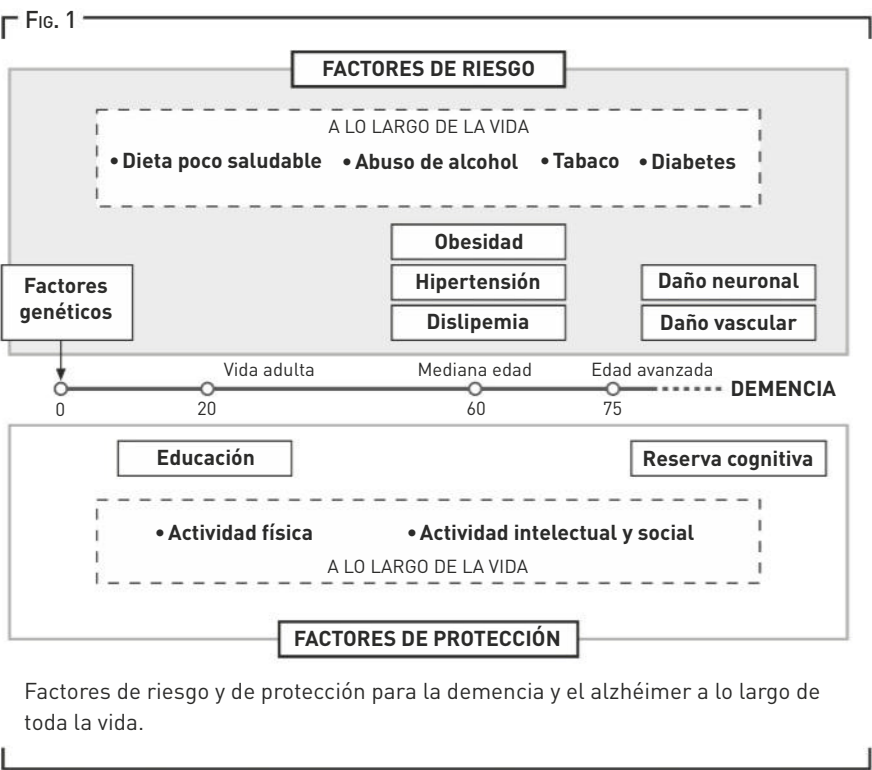 Fig. 1
FACTORES DE RIESGO
A LO LARGO DE LA VIDA
• Dieta poco saludable • Abuso de alcohol • Tabaco • Diabetes
Obesidad
Hipertensión
Dislipemia
Daño neuronal
Daño vascular
Factores
genéticos
Vida adulta Mediana edad Edad avanzada
DEMENCIA
0 20 60 75
Educación
Reserva cognitiva
• Actividad física • Actividad intelectual y social
A LO LARGO DE LA VIDA
FACTORES DE PROTECCIÓN
Factores de riesgo y de protección para la demencia y el alzhéimer a lo largo de
toda la vida.